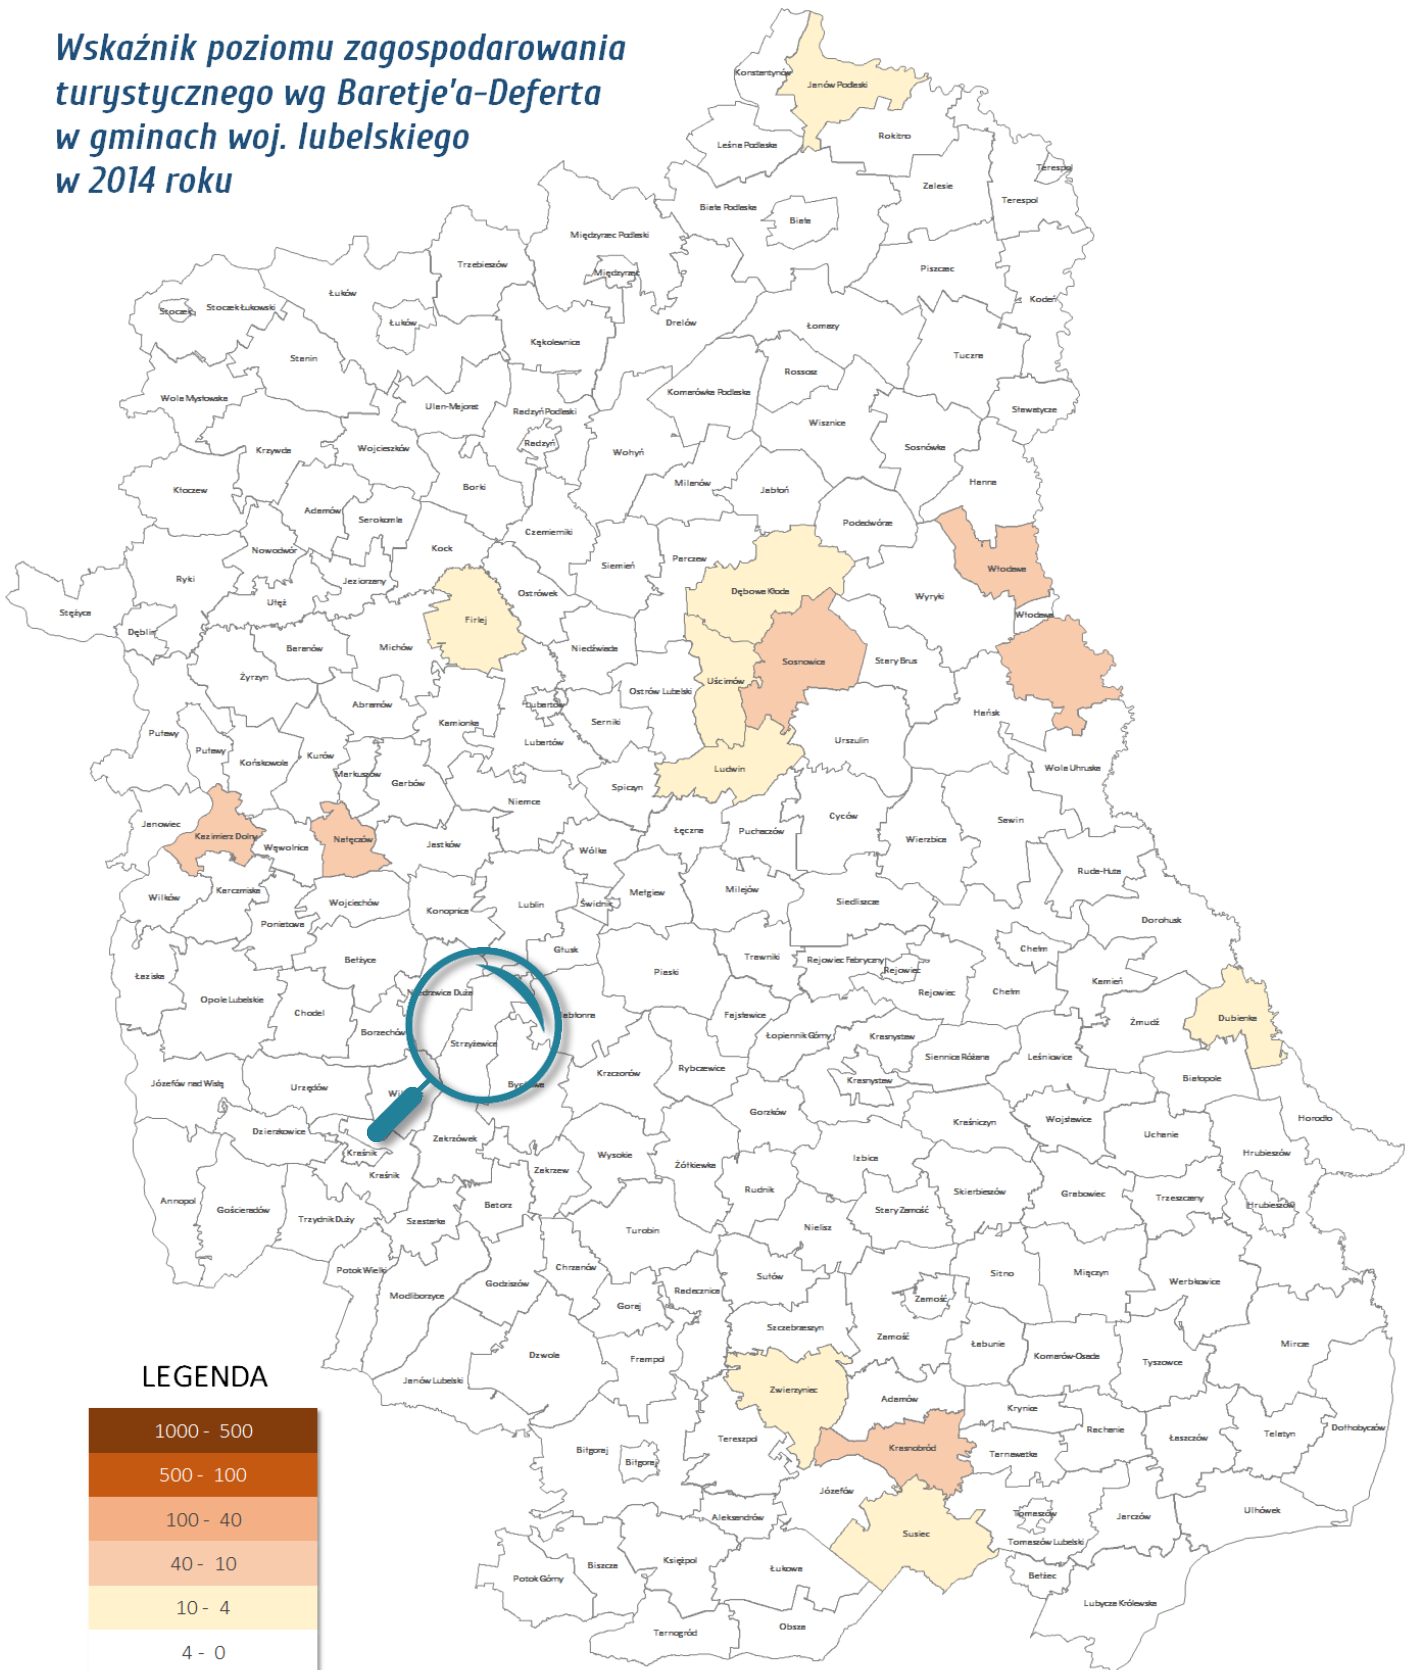 Wskaźnik poziomu zagospodarowania
turystycznego wg Baretje'a-Deferta
w gminach woj. lubelskiego
w 2014 roku
Konstantynów
Janów Podlaski
Rokitno
Leśna Podlaska
Terespol
Zalesie
Terespol
Biała Podlaska
Biała
Międzyrzec Podlaski
Trzebieszów
Międzyrzec
Piszczac
Łuków
Kodeń
Stoczek
Stoczek Łukowski
Łuków
Drelów
Łomazy
Kąkolewnica
Stanin
Tuczna
Rossosz
Wola Mysłowska
Komarówka Podlaska
Ulan-Majorat
Radzyń Podlaski
Sławatycze
Wisznice
Radzyń
Krzywda
Wojcieszków
Wohyń
Sosnówka
Milanów
Hanna
Kłoczew
Borki
Jabłoń
Adamów
Serokomla
Podedwórze
Czemierniki
Nowodwór
Kock
Parczew
Siemień
Włodawa
Ryki
Jeziorzany
Dębowa Kłoda
Wyryki
Ostrówek
Ułęż
Stężyca
Włodawa
Firlej
Dęblin
Baranów
Michów
Niedźwiada
Stary Brus
Sosnowica
Żyrzyn
Uścimów
Ostrów Lubelski
Abramów
Lubartów
Hańsk
Kamionka
Serniki
Puławy
Lubartów
Urszulin
Puławy
Kurów
Końskowola
Markuszów
Garbów
Ludwin
Wola Uhruska
Spiczyn
Niemce
Janowiec
Cyców
Sawin
Kazimierz Dolny
Nałęczów
Łęczna
Puchaczów
Wierzbica
Wąwolnica
Jastków
Wólka
Ruda-Huta
Karczmiska
Wilków
Wojciechów
Mełgiew
Milejów
Siedliszcze
Lublin
Świdnik
Konopnica
Poniatowa
Dorohusk
Głusk
Chełm
Bełżyce
Trawniki
Rejowiec Fabryczny
Rejowiec
Łaziska
Piaski
Kamień
Opole Lubelskie
Niedrzwica Duża
Rejowiec
Chełm
Chodel
Jabłonna
Fajsławice
Dubienka
Żmudź
Borzechów
Łopiennik Górny
Krasnystaw
Strzyżewice
Siennica Różana
Leśniowice
Rybczewice
Krzczonów
Józefów nad Wisłą
Urzędów
Krasnystaw
Białopole
Wil
Gorzków
Kraśniczyn
Wojsławice
Horodło
Dzierzkowice
Zakrzówek
Uchanie
Kraśnik
Wysokie
Izbica
Hrubieszów
Kraśnik
Zakrzew
Żółkiewka
Rudnik
Skierbieszów
Grabowiec
Trzeszczany
Annopol
Gościeradów
Batorz
Stary Zamość
Hrubieszów
Trzydnik Duży
Szastarka
Turobin
Nielisz
Potok Wielki
Chrzanów
Sułów
Sitno
Miączyn
Werbkowice
Modliborzyce
Godziszów
Radecznica
Zamość
Goraj
Szczebrzeszyn
Zamość
Łabunie
Mircze
Dzwola
Frampol
Komarów-Osada
Tyszowce
Janów Lubelski
Zwierzyniec
Adamów
Krynice
Rachanie
Dołhobyczów
Telatyn
Łaszczów
Tereszpol
Krasnobród
Tarnawatka
Biłgoraj
Biłgoraj
Józefów
Ulhówek
Aleksandrów
Tomaszów
Jarczów
Susiec
Tomaszów Lubelski
Biszcza
Księżpol
Łukowa
Bełżec
Potok Górny
Lubycza Królewska
Obsza
Tarnogród
LEGENDA
1000 - 500
500 - 100
100 - 40
40 - 10
10 - 4
4 - 0